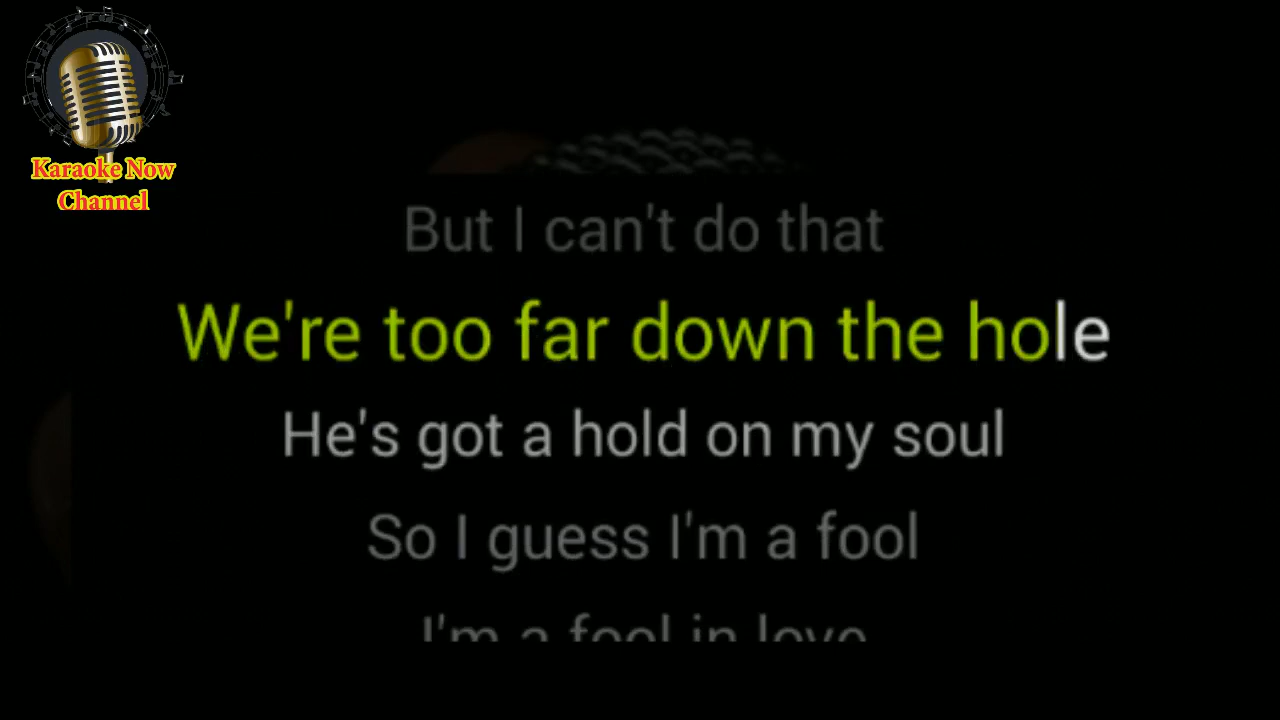 Karaoke Now
Channel
But I can't do that
We're too far down the hole
He's got a hold on my soul
So I guess I'm a fool
I'm a fool in love